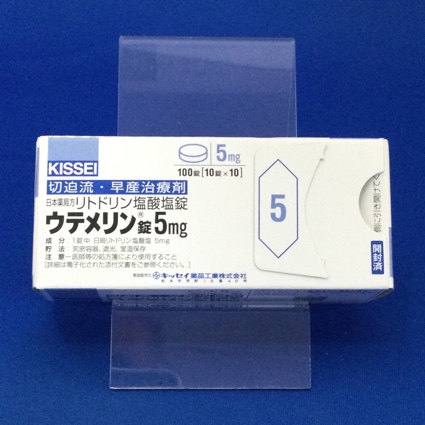 KISSEI
5mg
100錠[10錠×10]
切迫流・早産治療剤
日本薬局方 リトドリン塩酸塩錠
ウテメリン®錠5mg
成分:1錠中 日局リトドリン塩酸塩 5mg
貯法:気密容器、遮光、室温保存
注意-医師等の処方箋により使用すること
[詳細は電子化された添付文書をご参照ください。]
製造販売元
キッセイ薬品工業株式会社
5
開封済